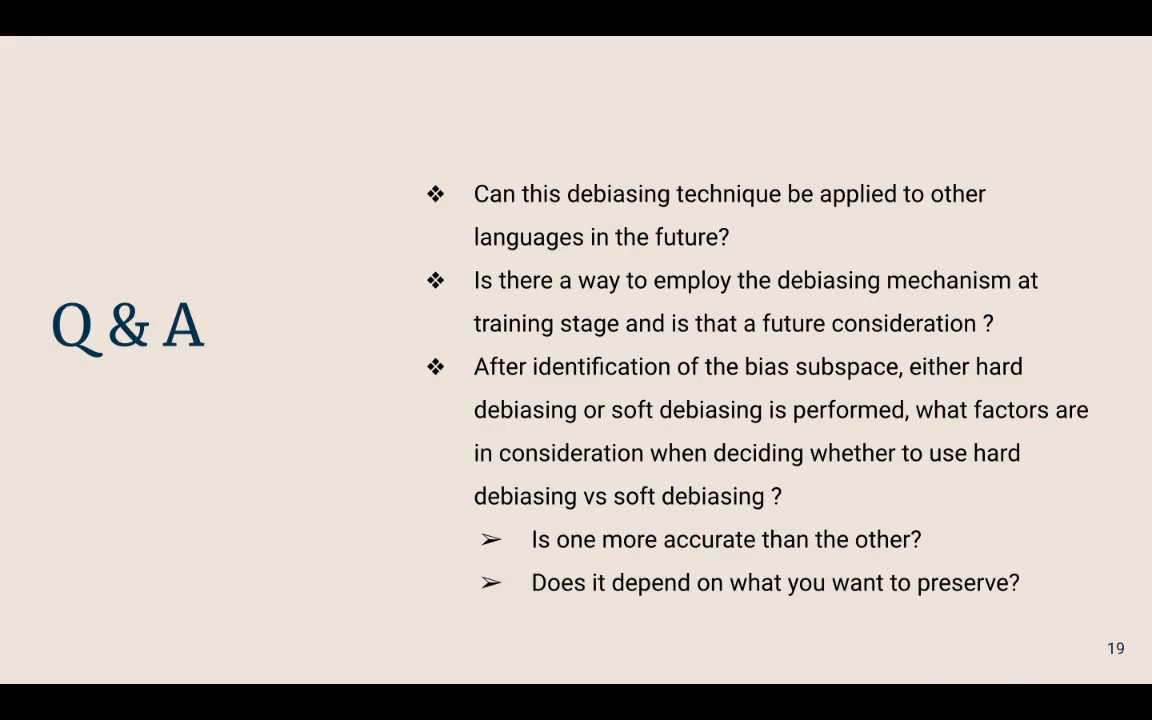 Q & A
❖ Can this debiasing technique be applied to other
languages in the future?
❖ Is there a way to employ the debiasing mechanism at
training stage and is that a future consideration ?
❖ After identification of the bias subspace, either hard
debiasing or soft debiasing is performed, what factors are
in consideration when deciding whether to use hard
debiasing vs soft debiasing ?
➢ Is one more accurate than the other?
➢ Does it depend on what you want to preserve?
19